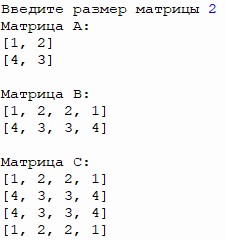 Введите размер матрицы 2
Матрица A:
[1, 2]
[4, 3]
Матрица B:
[1, 2, 2, 1]
[4, 3, 3, 4]
Матрица C:
[1, 2, 2, 1]
[4, 3, 3, 4]
[4, 3, 3, 4]
[1, 2, 2, 1]